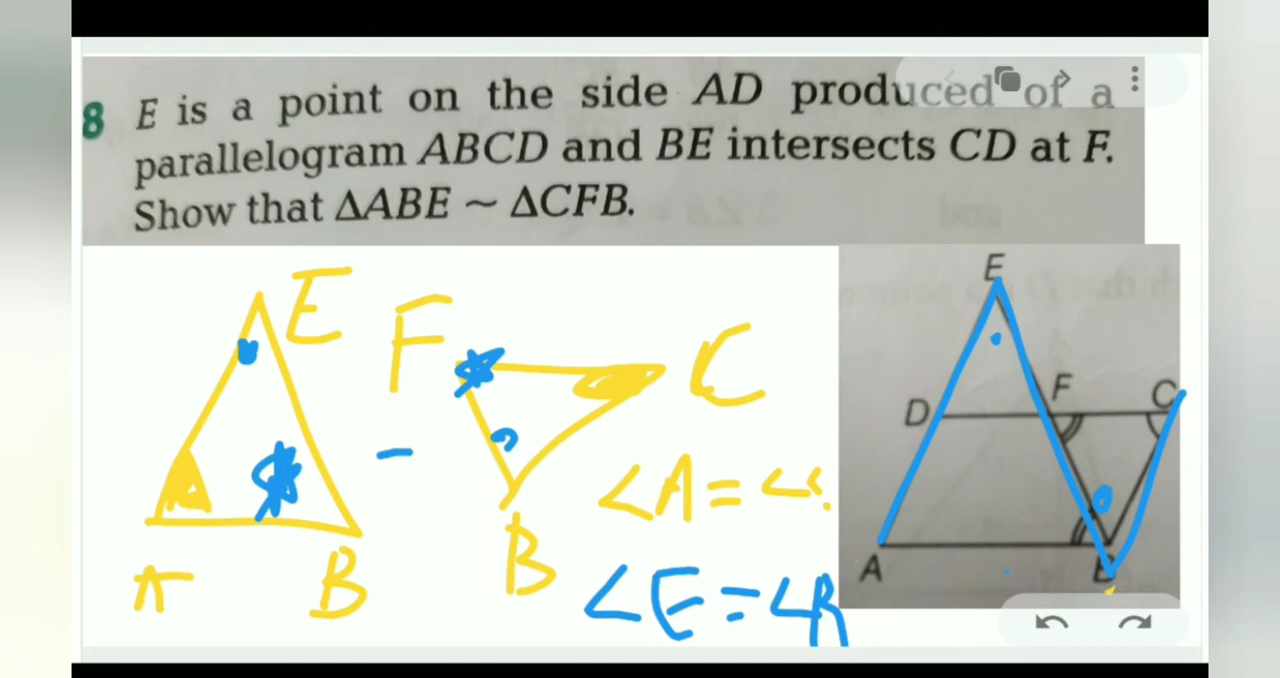 8 E is a point on the side AD produced of a
parallelogram ABCD and BE intersects CD at F.
Show that ΔABE ~ ΔCFB.
E
F
C
A
B
B
∠A =
∠E = ∠B
E
D
F
C
A
B